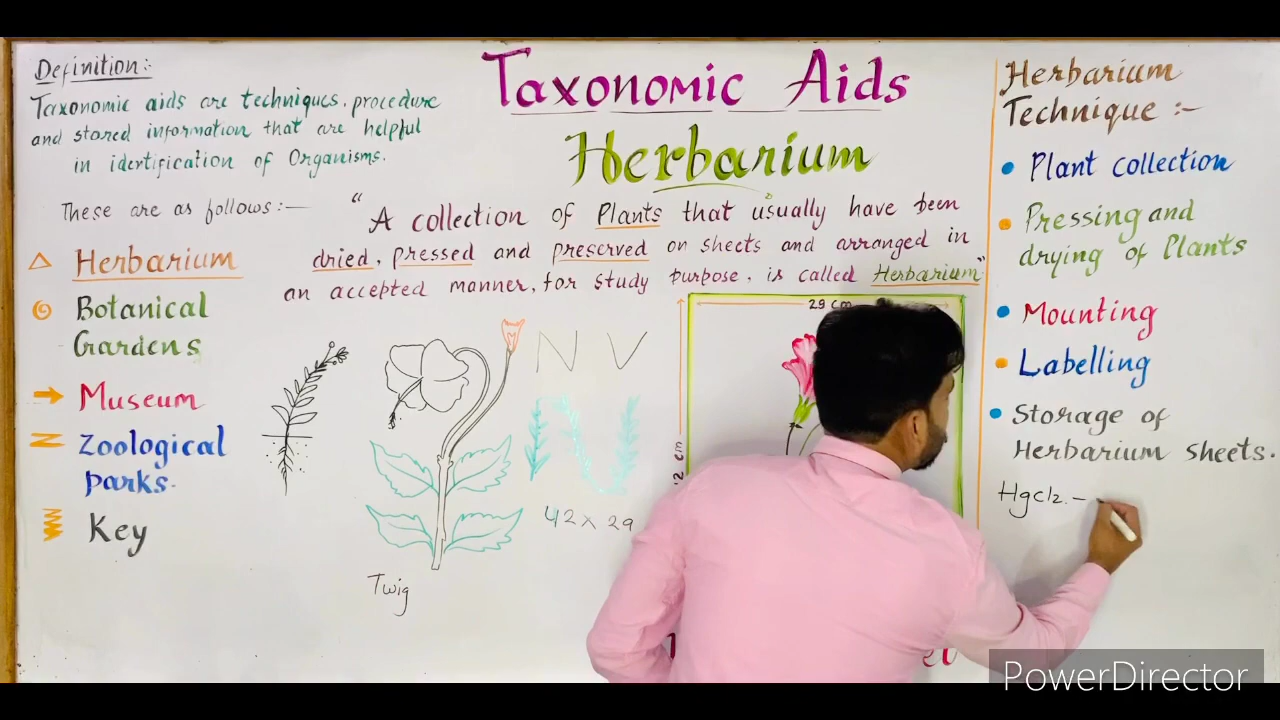 Taxonomic Aids
Herbarium
Definition:-
Taxonomic aids are techniques, procedure
and stored information that are helpful
in identification of Organisms.
These are as follows:—
Herbarium
Botanical
Gardens
Museum
Zoological
parks.
Key
"A collection of Plants that usually have been
dried, pressed and preserved on sheets and arranged in
an accepted manner, for study purpose, is called Herbarium"
Twig
N V
N
42 x 29
29 cm
2 cm
Herbarium
Technique:-
Plant collection
Pressing and
drying of Plants
Mounting
Labelling
Storage of
Herbarium sheets.
Hgcl2. -
PowerDirector